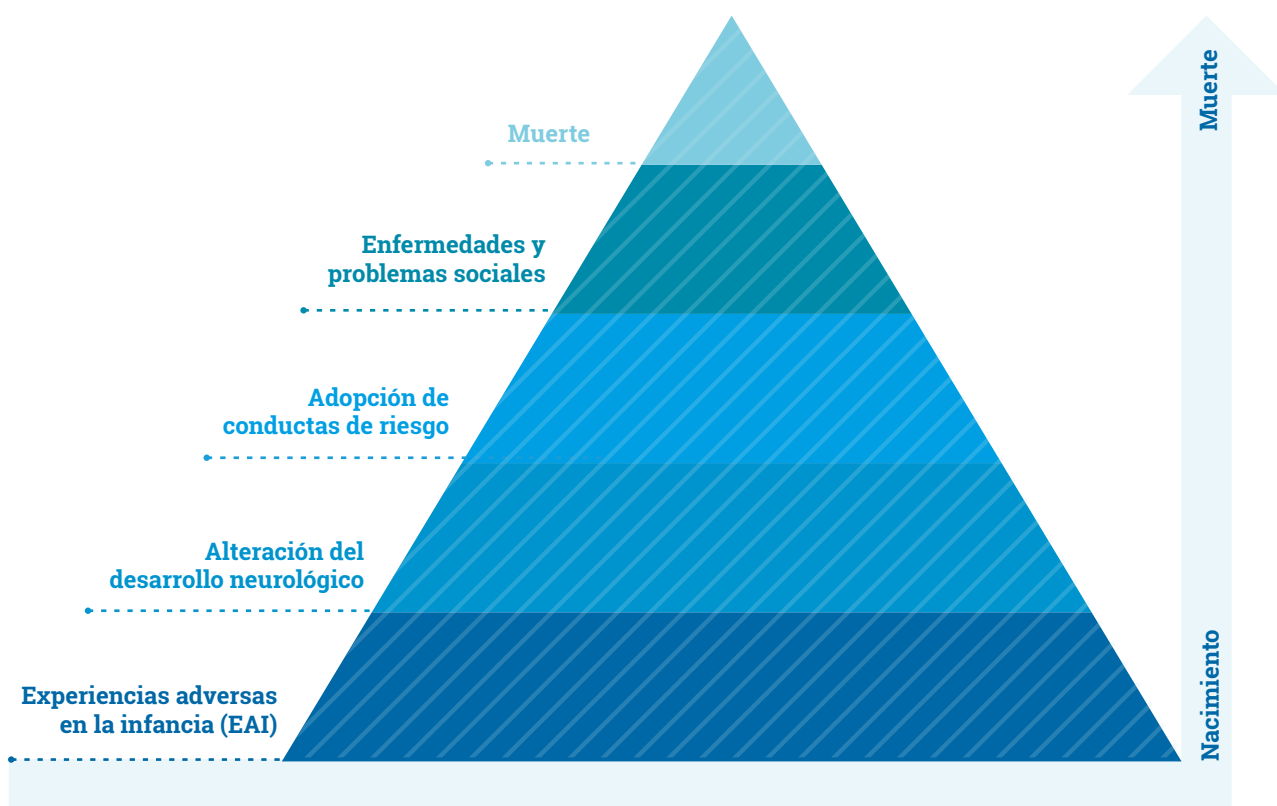 Muerte
Enfermedades y
problemas sociales
Adopción de
conductas de riesgo
Alteración del
desarrollo neurológico
Experiencias adversas
en la infancia (EAI)
Muerte
Nacimiento